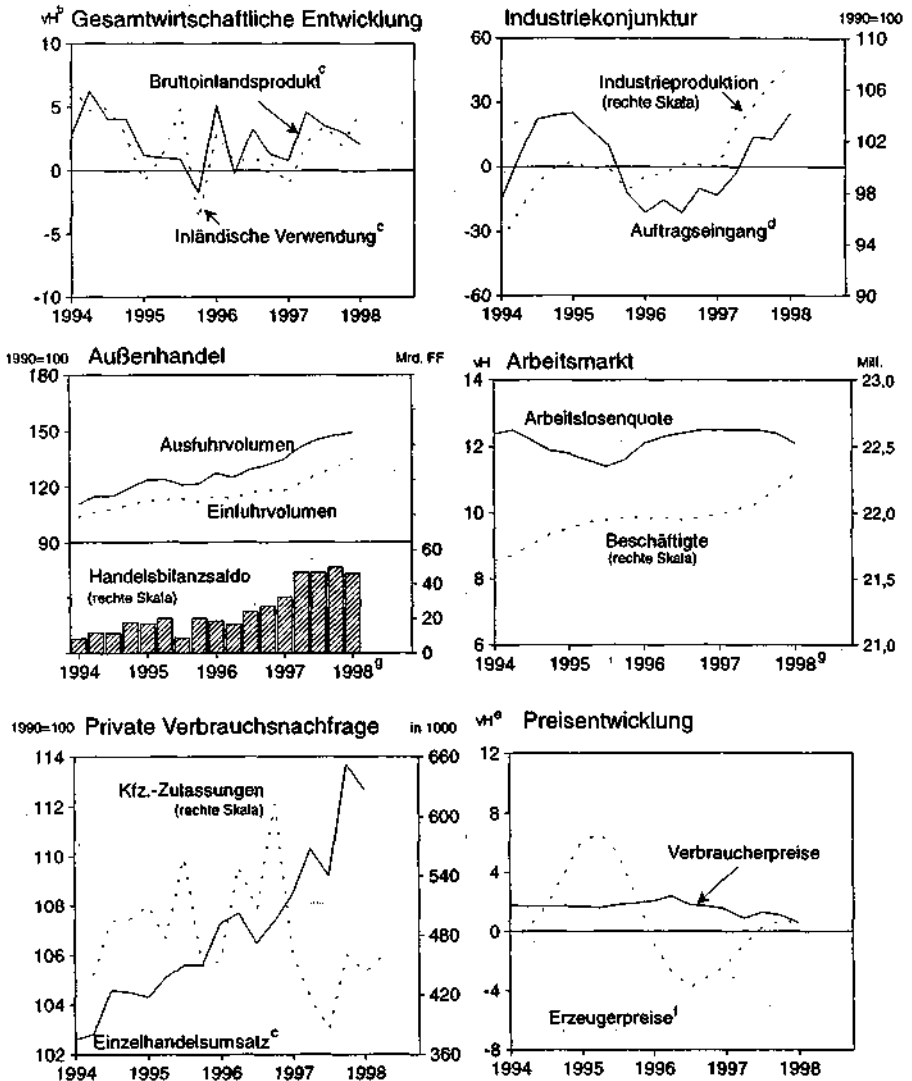 vH^b Gesamtwirtschaftliche Entwicklung
10
5
0
-5
-10
Bruttoinlandsprodukt^c
Inländische Verwendung^c
1994 1995 1996 1997 1998
Industriekonjunktur 1990=100
60
30
0
-30
-60
110
106
102
98
94
90
Industrieproduktion
(rechte Skala)
Auftragseingang^d
1994 1995 1996 1997 1998
1990=100 Außenhandel Mrd. FF
180
150
120
90
60
40
20
0
Ausfuhrvolumen
Einfuhrvolumen
Handelsbilanzsaldo
(rechte Skala)
1994 1995 1996 1997 1998^g
vH Arbeitsmarkt Mill.
14
12
10
8
6
23,0
22,5
22,0
21,5
21,0
Arbeitslosenquote
Beschäftigte
(rechte Skala)
1994 1995 1996 1997 1998^g
1990=100 Private Verbrauchsnachfrage in 1000
114
112
110
108
106
104
102
660
600
540
480
420
360
Kfz.-Zulassungen
(rechte Skala)
Einzelhandelsumsatz^c
1994 1995 1996 1997 1998
vH^e Preisentwicklung
12
8
4
0
-4
-8
Verbraucherpreise
Erzeugerpreise^f
1994 1995 1996 1997 1998